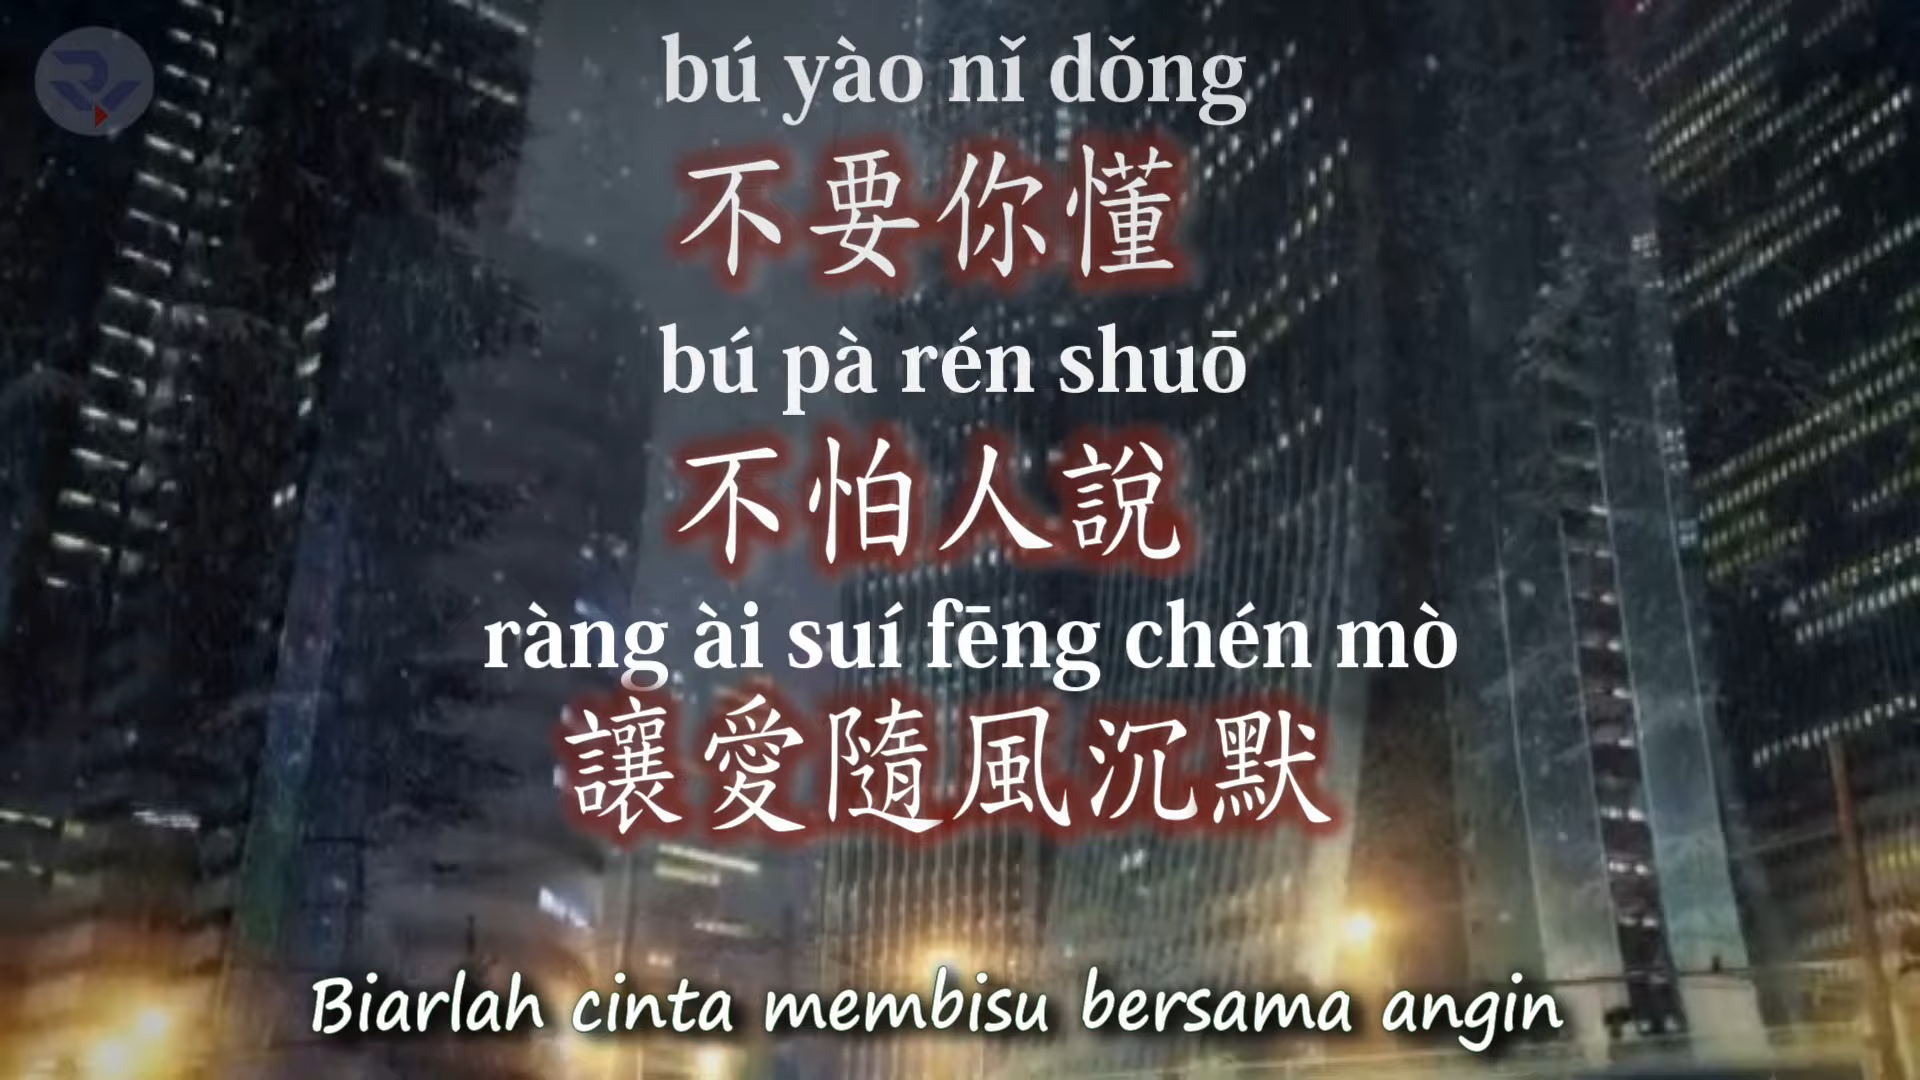 bú yào nǐ dǒng
不要你懂
bú pà rén shuō
不怕人說
ràng ài suí fēng chén mò
讓愛隨風沉默
Biarlah cinta membisu bersama angin